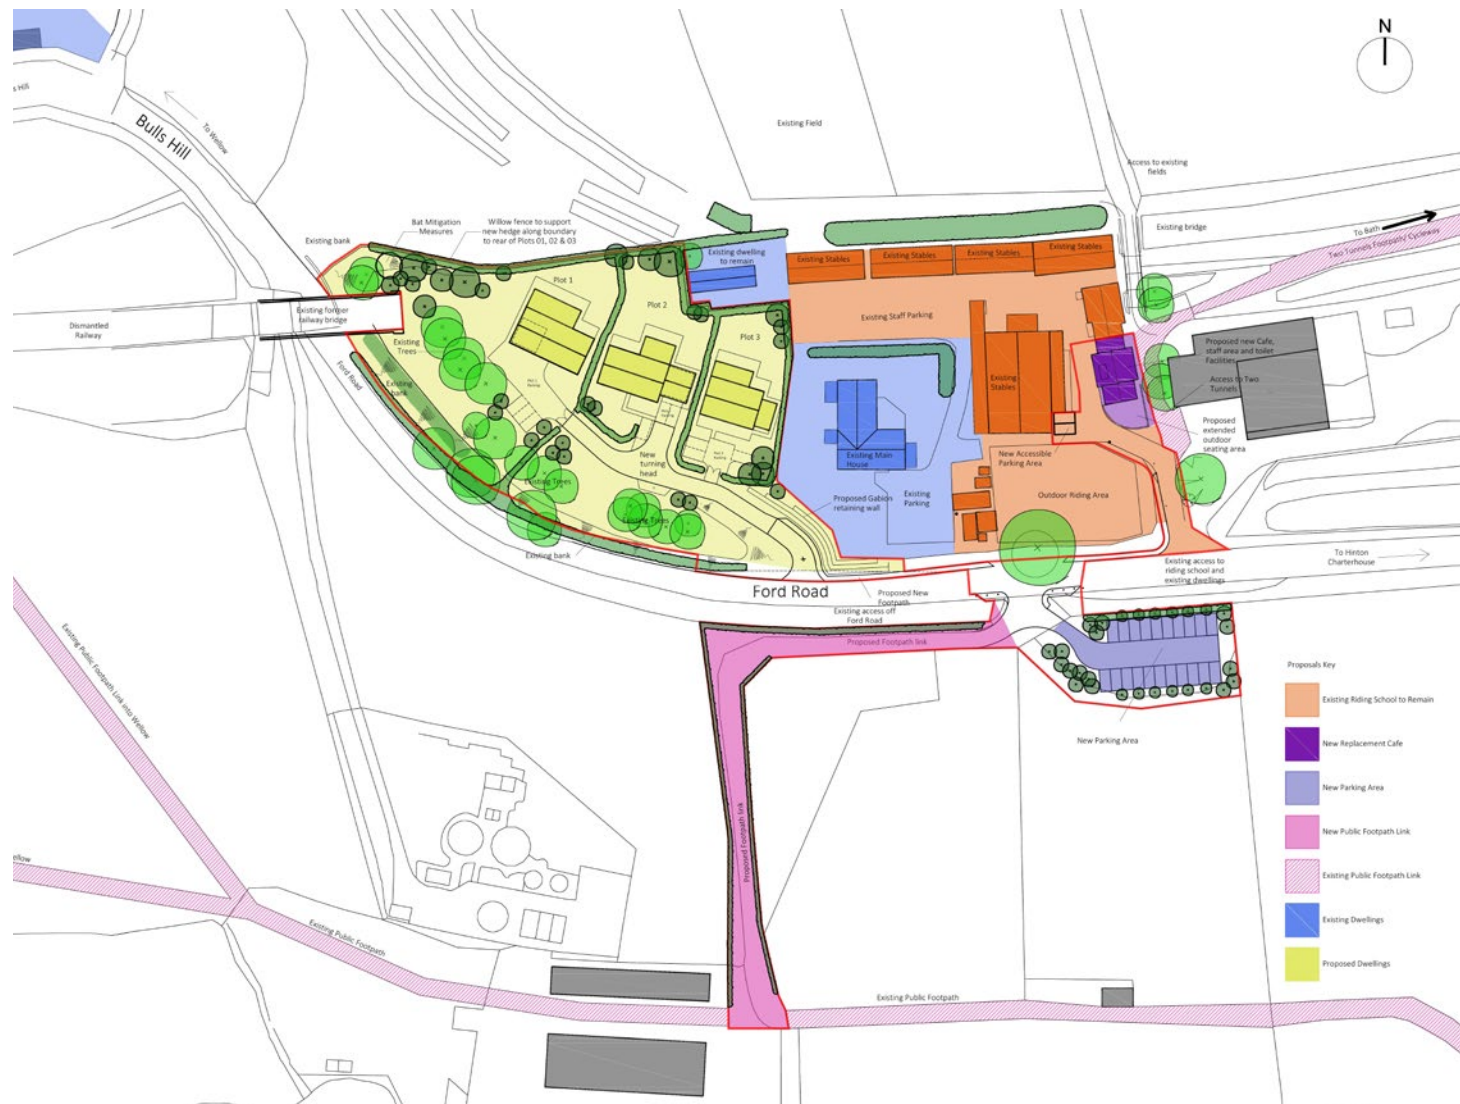 N
s Hill
Bulls Hill
To Wellow
Existing Field
Access to existing
fields
Existing bridge
To Bath
Two Tunnels Footpath/ Cycleway
Existing bank
Bat Mitigation
Measures
Willow fence to support
new hedge along boundary
to rear of Plots 01, 02 & 03
Existing dwelling
to remain
Existing Stables
Existing Stables
Existing Stables
Existing Stables
Plot 1
Plot 2
Plot 3
Existing former
railway bridge
Dismantled
Railway
Existing Staff Parking
Existing
Trees
Existing
bank
Ford Road
Proposed new Cafe,
staff area and toilet
Facilities
Access to Two
Tunnels
Existing
Stables
Proposed
extended
outdoor
seating area
New
turning
head
Existing Main
House
New Accessible
Parking Area
Existing Trees
Existing Trees
Proposed Gabion
retaining wall
Existing
Parking
Outdoor Riding Area
Existing bank
Existing access to
riding school and
existing dwellings
To Hinton
Charterhouse
Ford Road
Proposed New
Footpath
Existing access off
Ford Road
Proposed Footpath link
Existing Public Footpath Link into Wellow
New Parking Area
Proposed Footpath link
ellow
Existing Public Footpath
Existing Public Footpath
Proposals Key
Existing Riding School to Remain
New Replacement Cafe
New Parking Area
New Public Footpath Link
Existing Public Footpath Link
Existing Dwellings
Proposed Dwellings